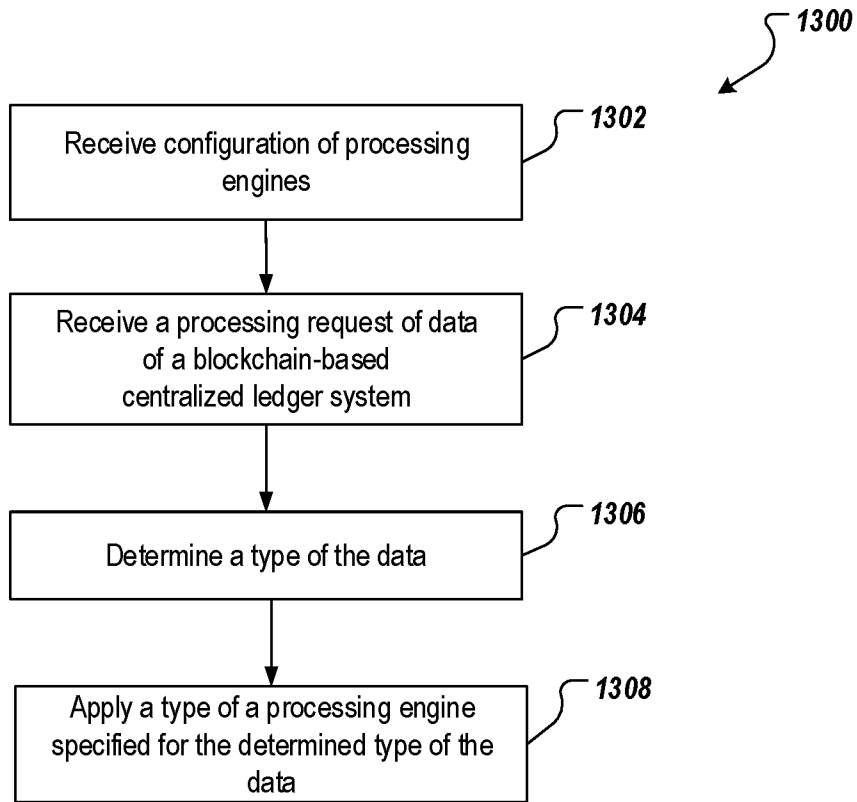 1300
1302
Receive configuration of processing
engines
1304
Receive a processing request of data
of a blockchain-based
centralized ledger system
1306
Determine a type of the data
1308
Apply a type of a processing engine
specified for the determined type of the
data